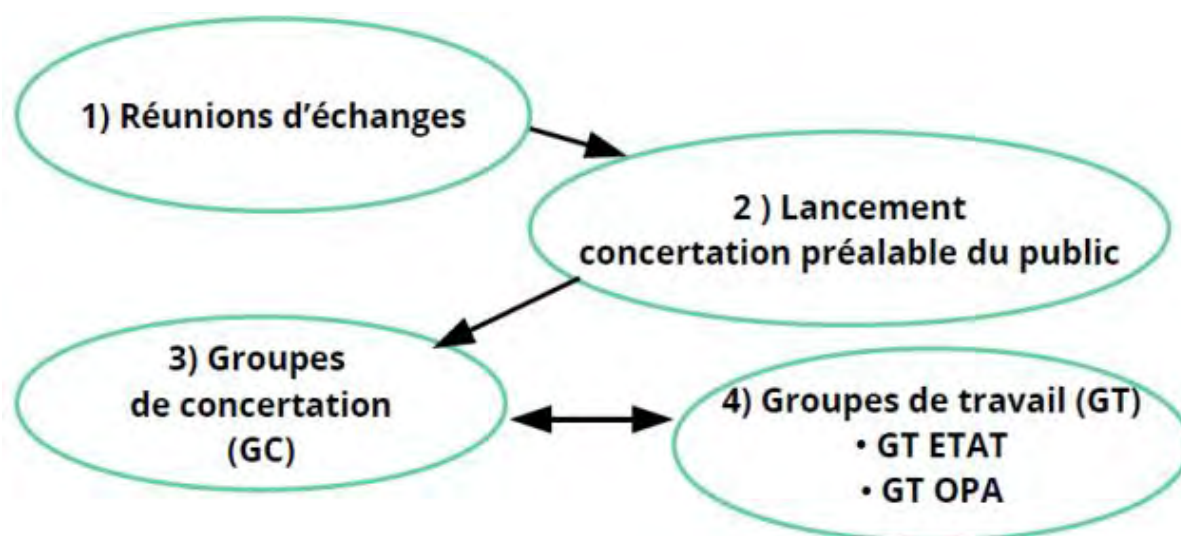 1) Réunions d’échanges
2 ) Lancement
concertation préalable du public
3) Groupes
de concertation
(GC)
4) Groupes de travail (GT)
• GT ETAT
• GT OPA